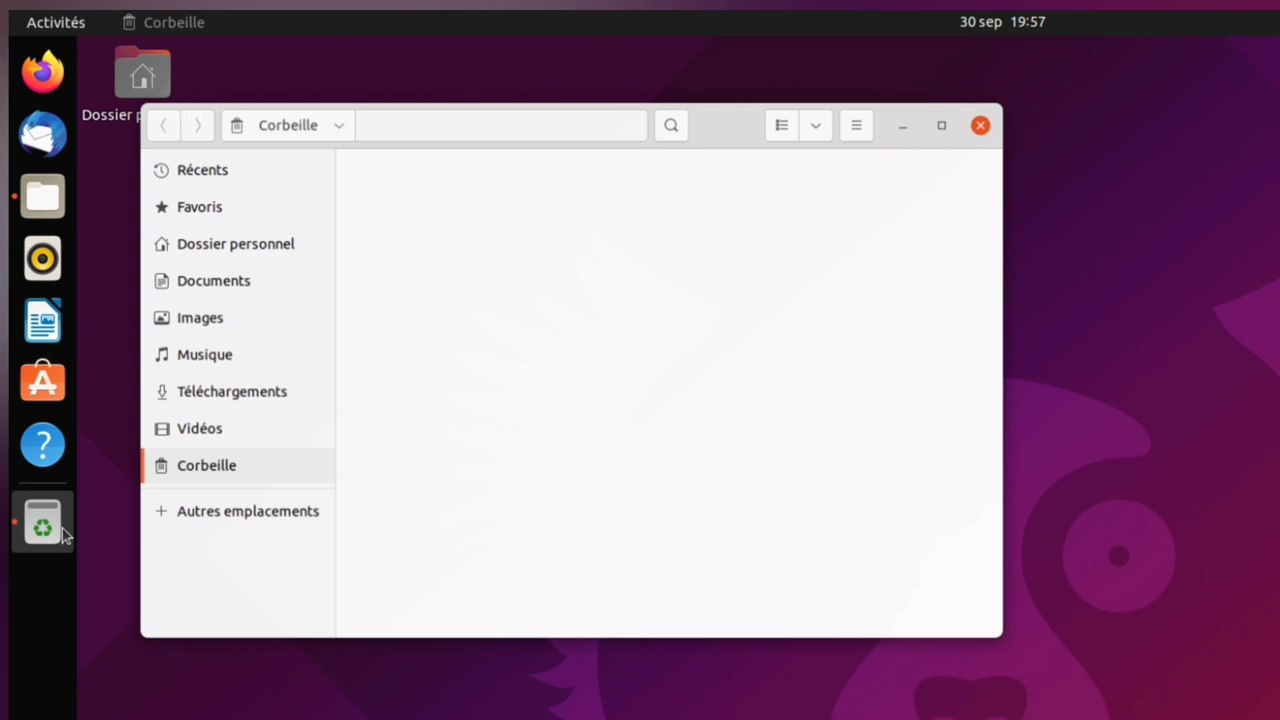 Activités
Corbeille
30 sep 19:57
Dossier p
Corbeille
Récents
Favoris
Dossier personnel
Documents
Images
Musique
Téléchargements
Vidéos
Corbeille
Autres emplacements